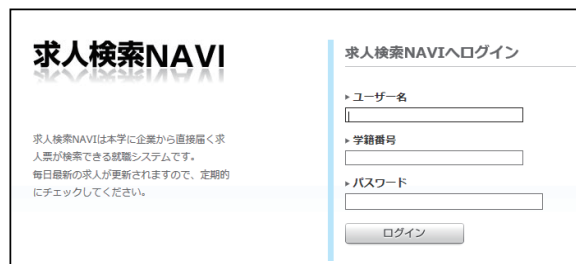 求人検索NAVI
求人検索NAVIは本学に企業から直接届く求
人票が検索できる就職システムです。
毎日最新の求人が更新されますので、定期的
にチェックしてください。
求人検索NAVIへログイン
ユーザー名
学籍番号
パスワード
ログイン